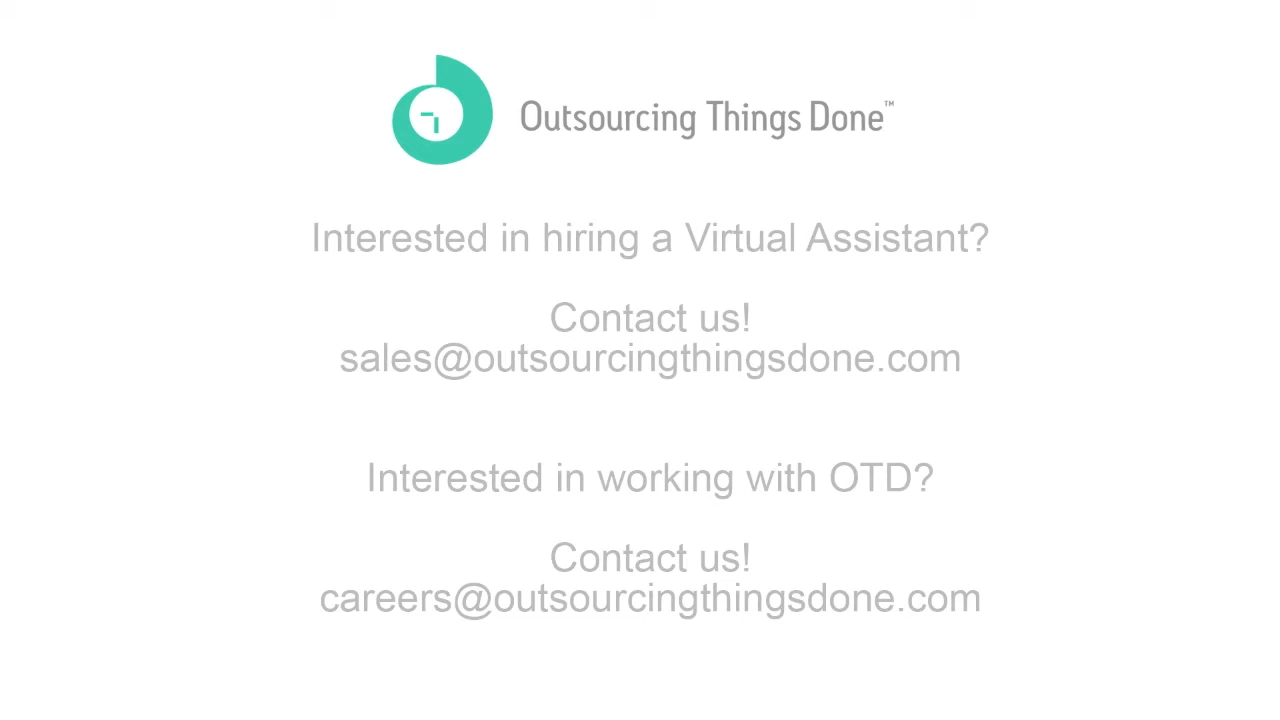 Outsourcing Things Done™
Interested in hiring a Virtual Assistant?
Contact us!
sales@outsourcingthingsdone.com
Interested in working with OTD?
Contact us!
careers@outsourcingthingsdone.com